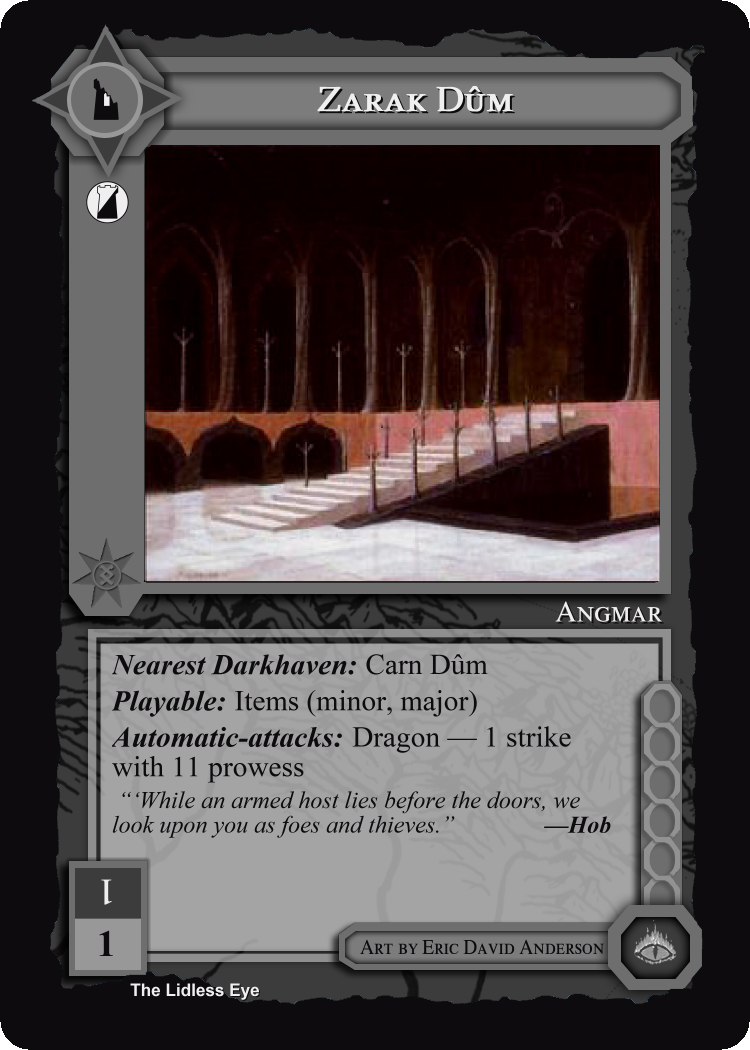 Zarak Dûm
Angmar
Nearest Darkhaven: Carn Dûm
Playable: Items (minor, major)
Automatic-attacks: Dragon — 1 strike
with 11 prowess
“‘While an armed host lies before the doors, we
look upon you as foes and thieves.” —Hob
1
1
Art by Eric David Anderson
The Lidless Eye